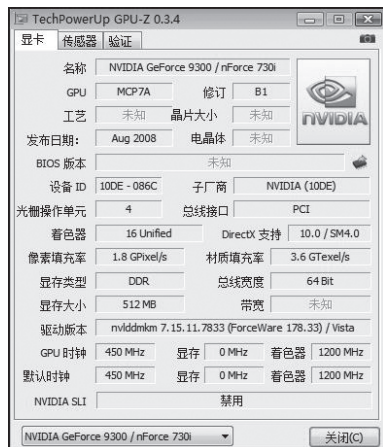 TechPowerUp GPU-Z 0.3.4
显卡 传感器 验证
名称 NVIDIA GeForce 9300 / nForce 730i
GPU MCP7A 修订 B1
工艺 未知 晶片大小 未知
nVIDIA
发布日期: Aug 2008 电晶体 未知
BIOS 版本 未知
设备 ID 10DE - 086C 子厂商 NVIDIA (10DE)
光栅操作单元 4 总线接口 PCI
着色器 16 Unified DirectX 支持 10.0 / SM4.0
像素填充率 1.8 GPixel/s 材质填充率 3.6 GTexel/s
显存类型 DDR 总线宽度 64 Bit
显存大小 512 MB 带宽 未知
驱动版本 nvlddmkm 7.15.11.7833 (ForceWare 178.33) / Vista
GPU 时钟 450 MHz 显存 0 MHz 着色器 1200 MHz
默认时钟 450 MHz 显存 0 MHz 着色器 1200 MHz
NVIDIA SLI 禁用
NVIDIA GeForce 9300 / nForce 730i 关闭(C)